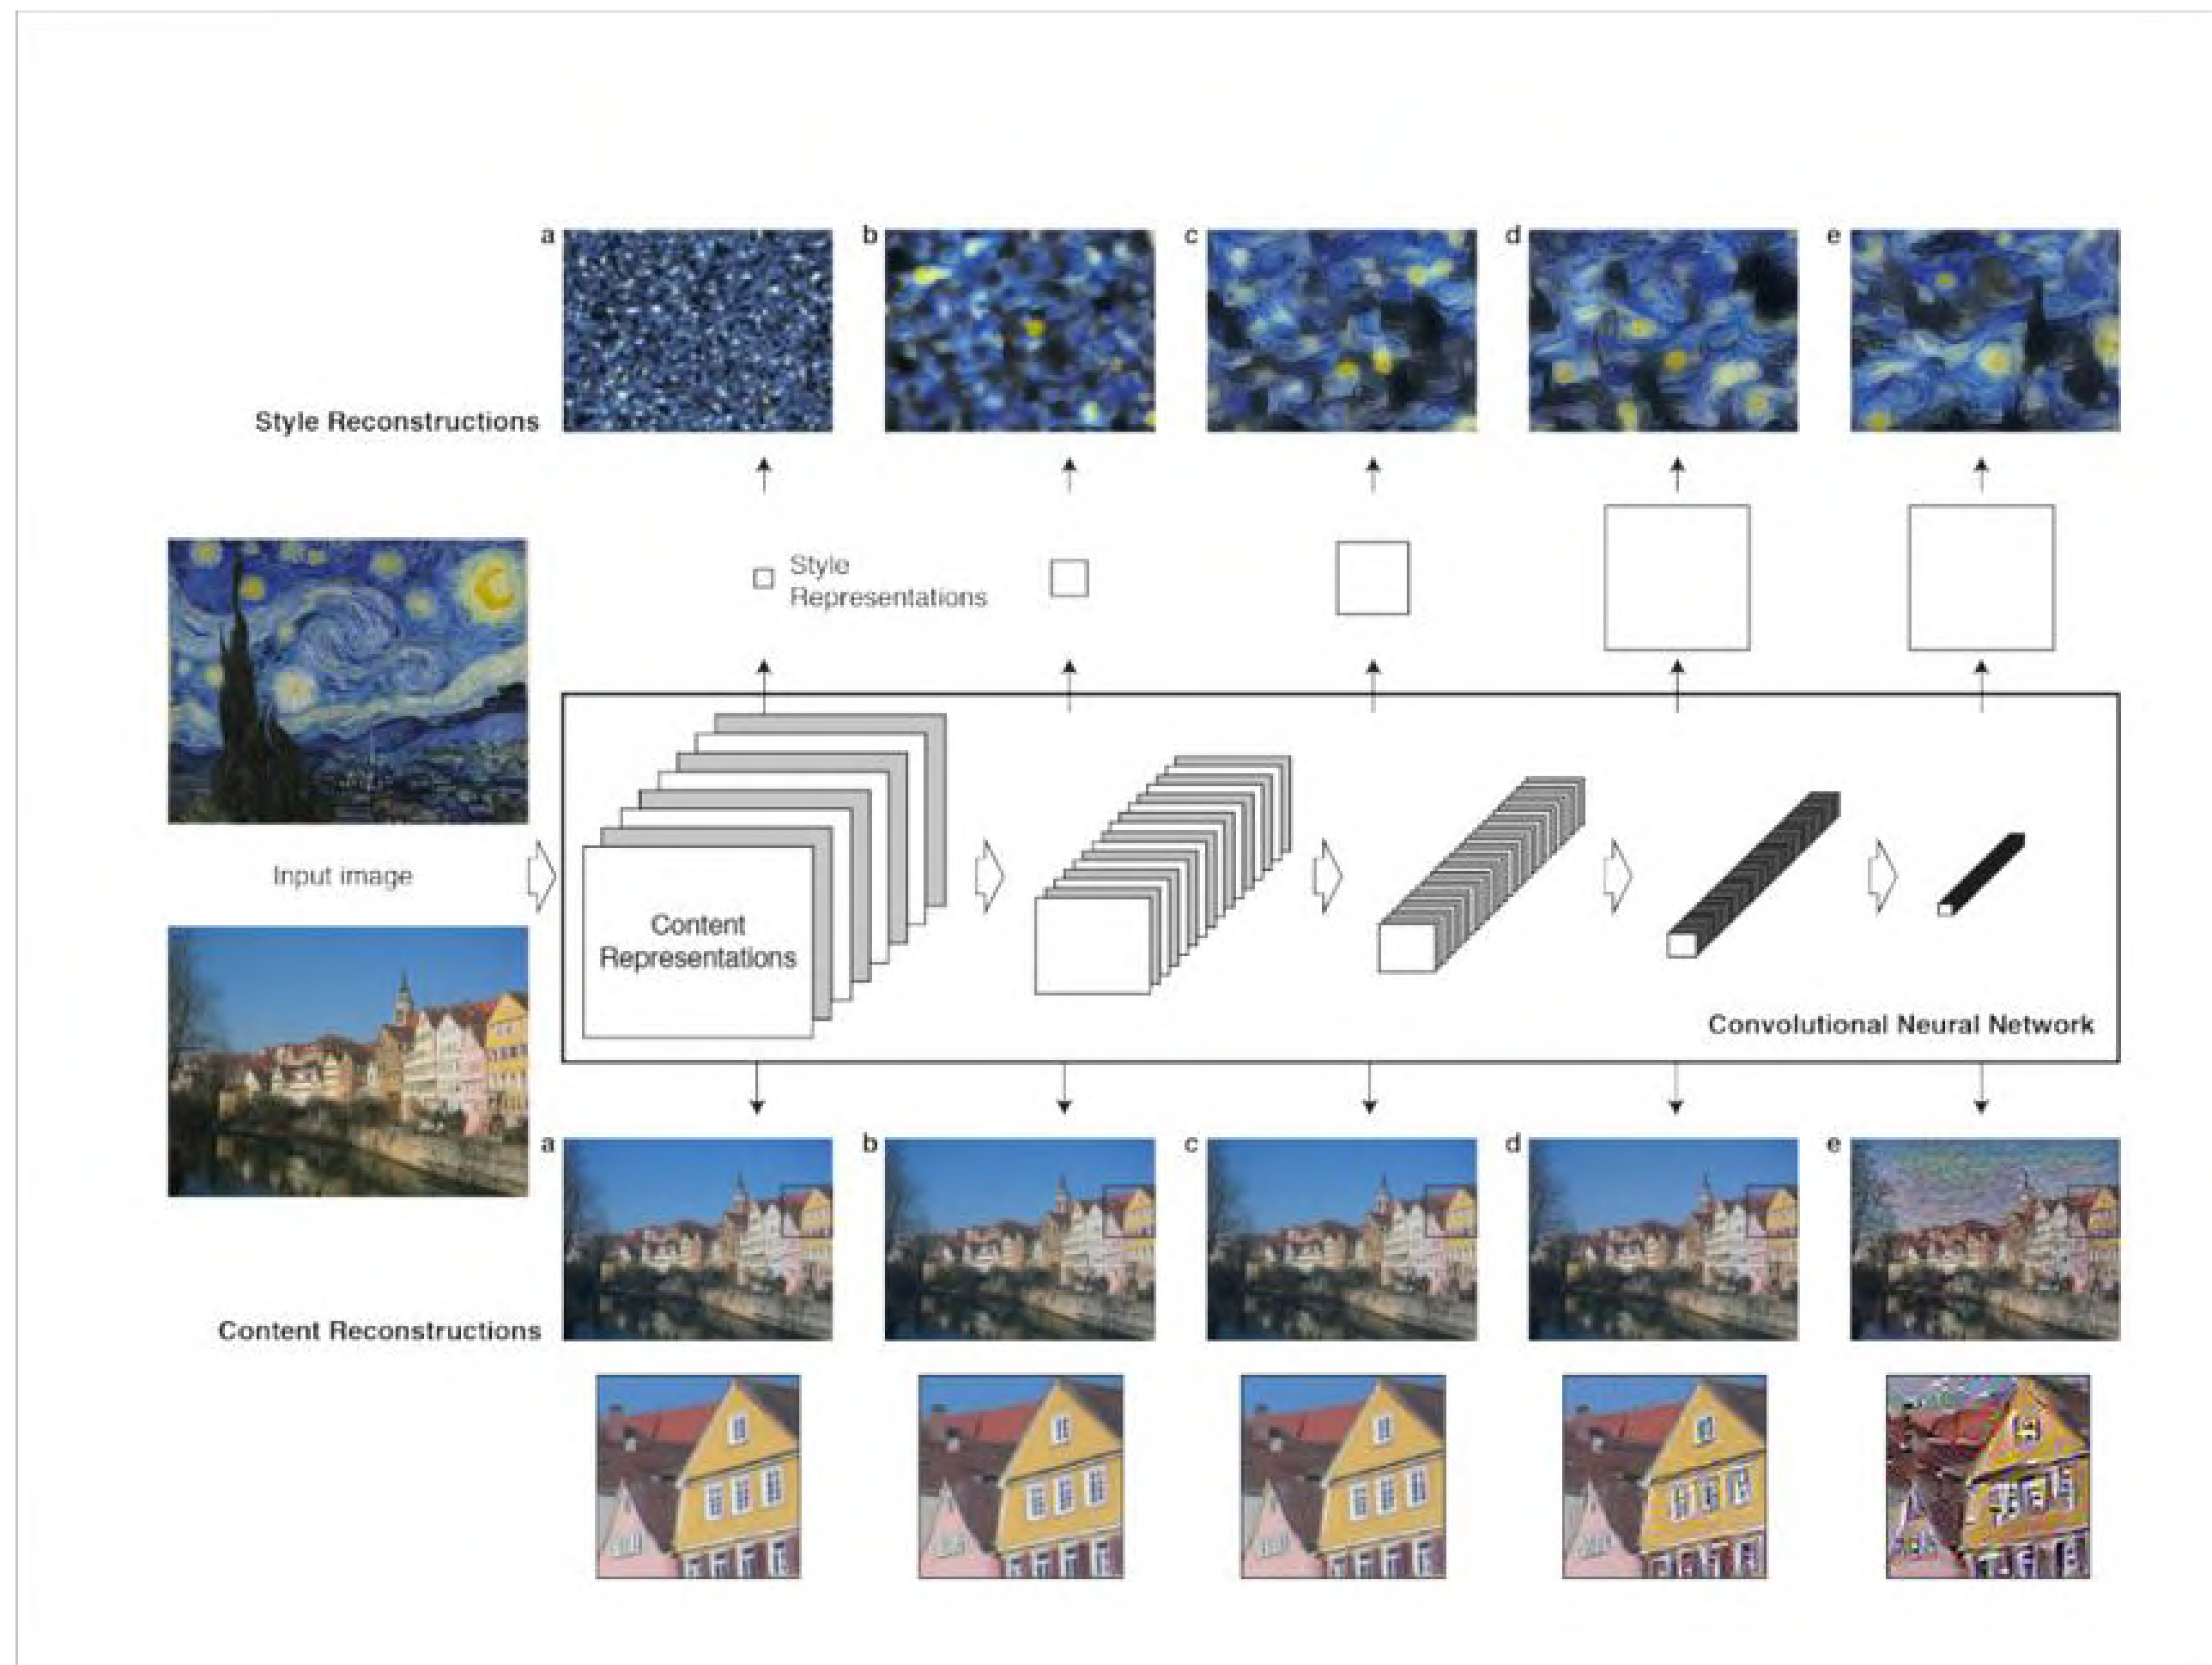 a b c d e
Style Reconstructions
Style
Representations
Input image
Content
Representations
Convolutional Neural Network
a b c d e
Content Reconstructions